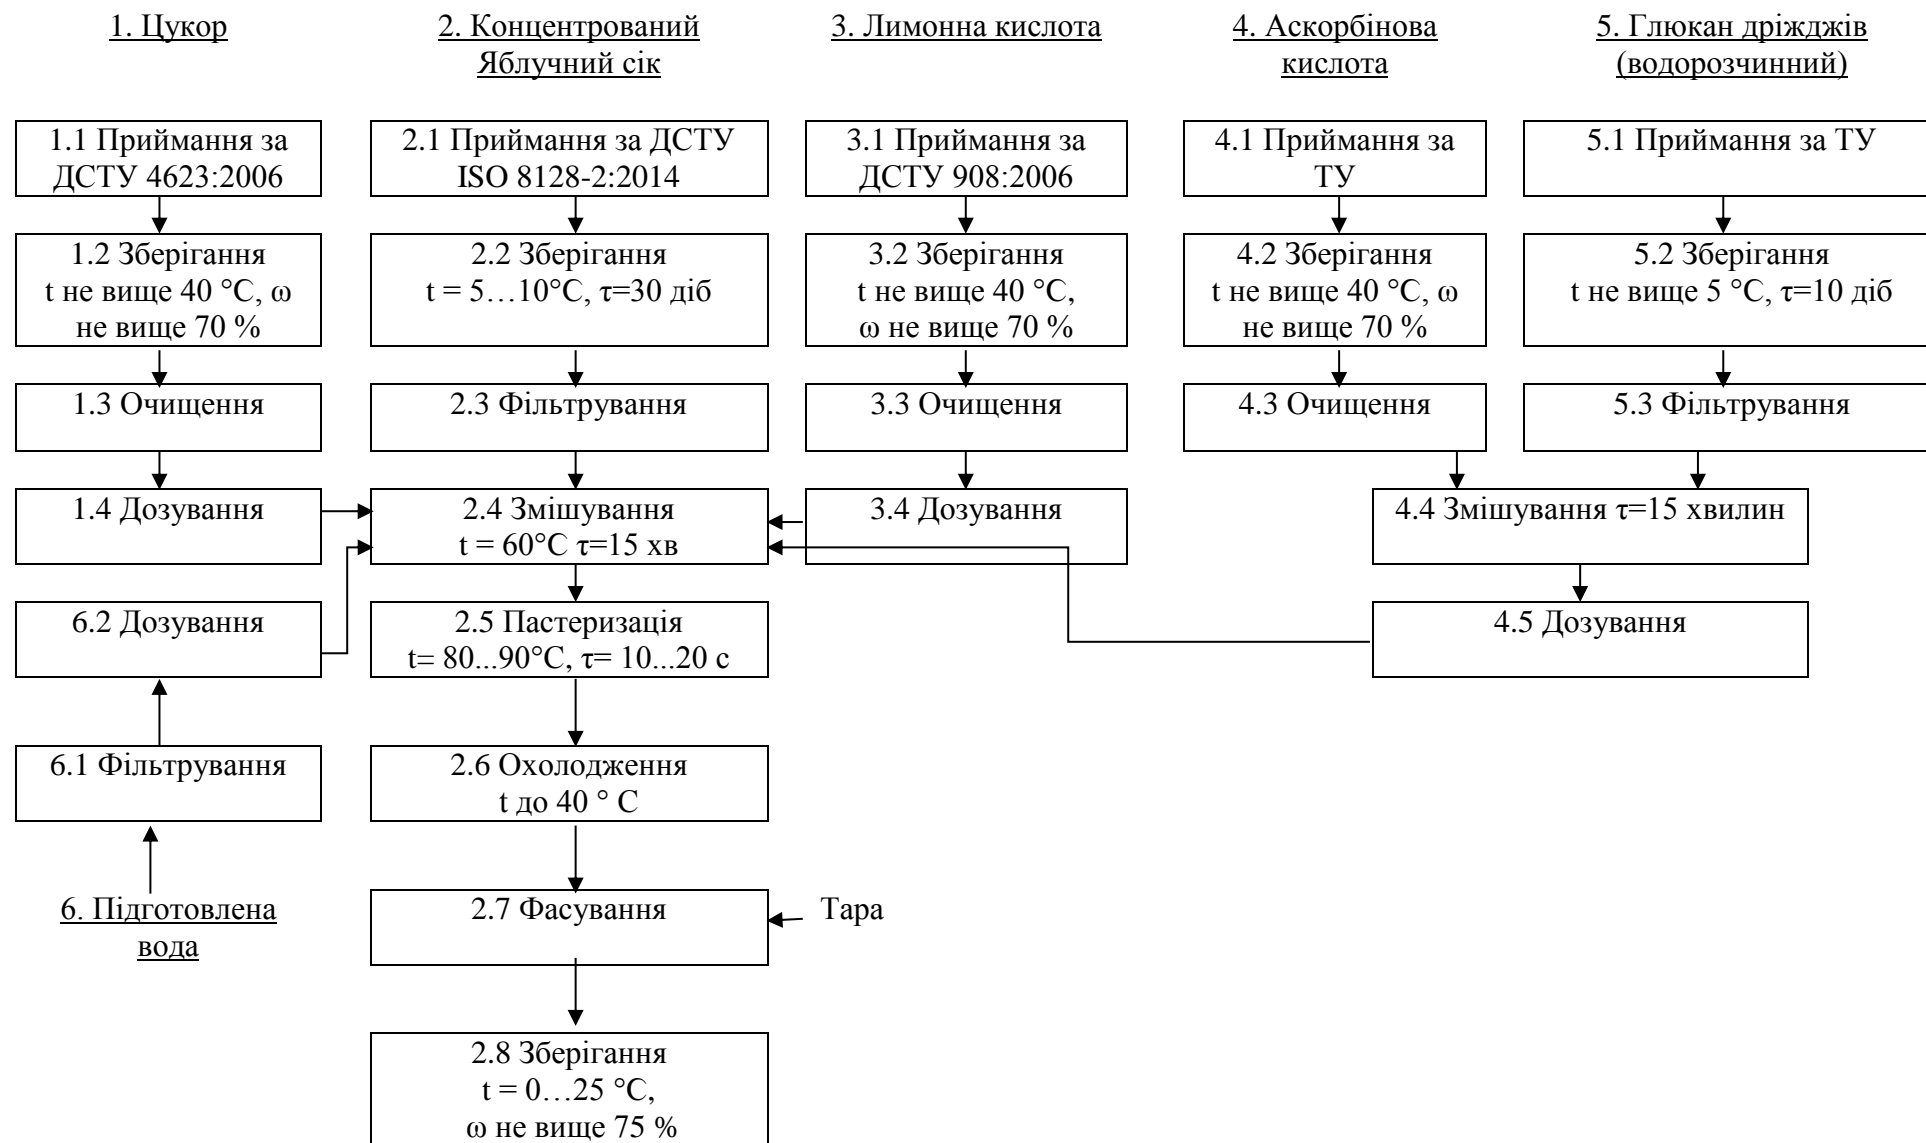 1. Цукор
2. Концентрований
Яблучний сік
3. Лимонна кислота
4. Аскорбінова
кислота
5. Глюкан дріжджів
(водорозчинний)
1.1 Приймання за
ДСТУ 4623:2006
2.1 Приймання за ДСТУ
ISO 8128-2:2014
3.1 Приймання за
ДСТУ 908:2006
4.1 Приймання за
ТУ
5.1 Приймання за ТУ
1.2 Зберігання
t не вище 40 °С, ω
не вище 70 %
2.2 Зберігання
t = 5…10°С, τ=30 діб
3.2 Зберігання
t не вище 40 °С,
ω не вище 70 %
4.2 Зберігання
t не вище 40 °С, ω
не вище 70 %
5.2 Зберігання
t не вище 5 °С, τ=10 діб
1.3 Очищення
2.3 Фільтрування
3.3 Очищення
4.3 Очищення
5.3 Фільтрування
1.4 Дозування
2.4 Змішування
t = 60°С τ=15 хв
3.4 Дозування
4.4 Змішування τ=15 хвилин
6.2 Дозування
2.5 Пастеризація
t= 80...90°С, τ= 10...20 с
4.5 Дозування
6.1 Фільтрування
2.6 Охолодження
t до 40 ° С
6. Підготовлена
вода
2.7 Фасування
Тара
2.8 Зберігання
t = 0…25 °С,
ω не вище 75 %